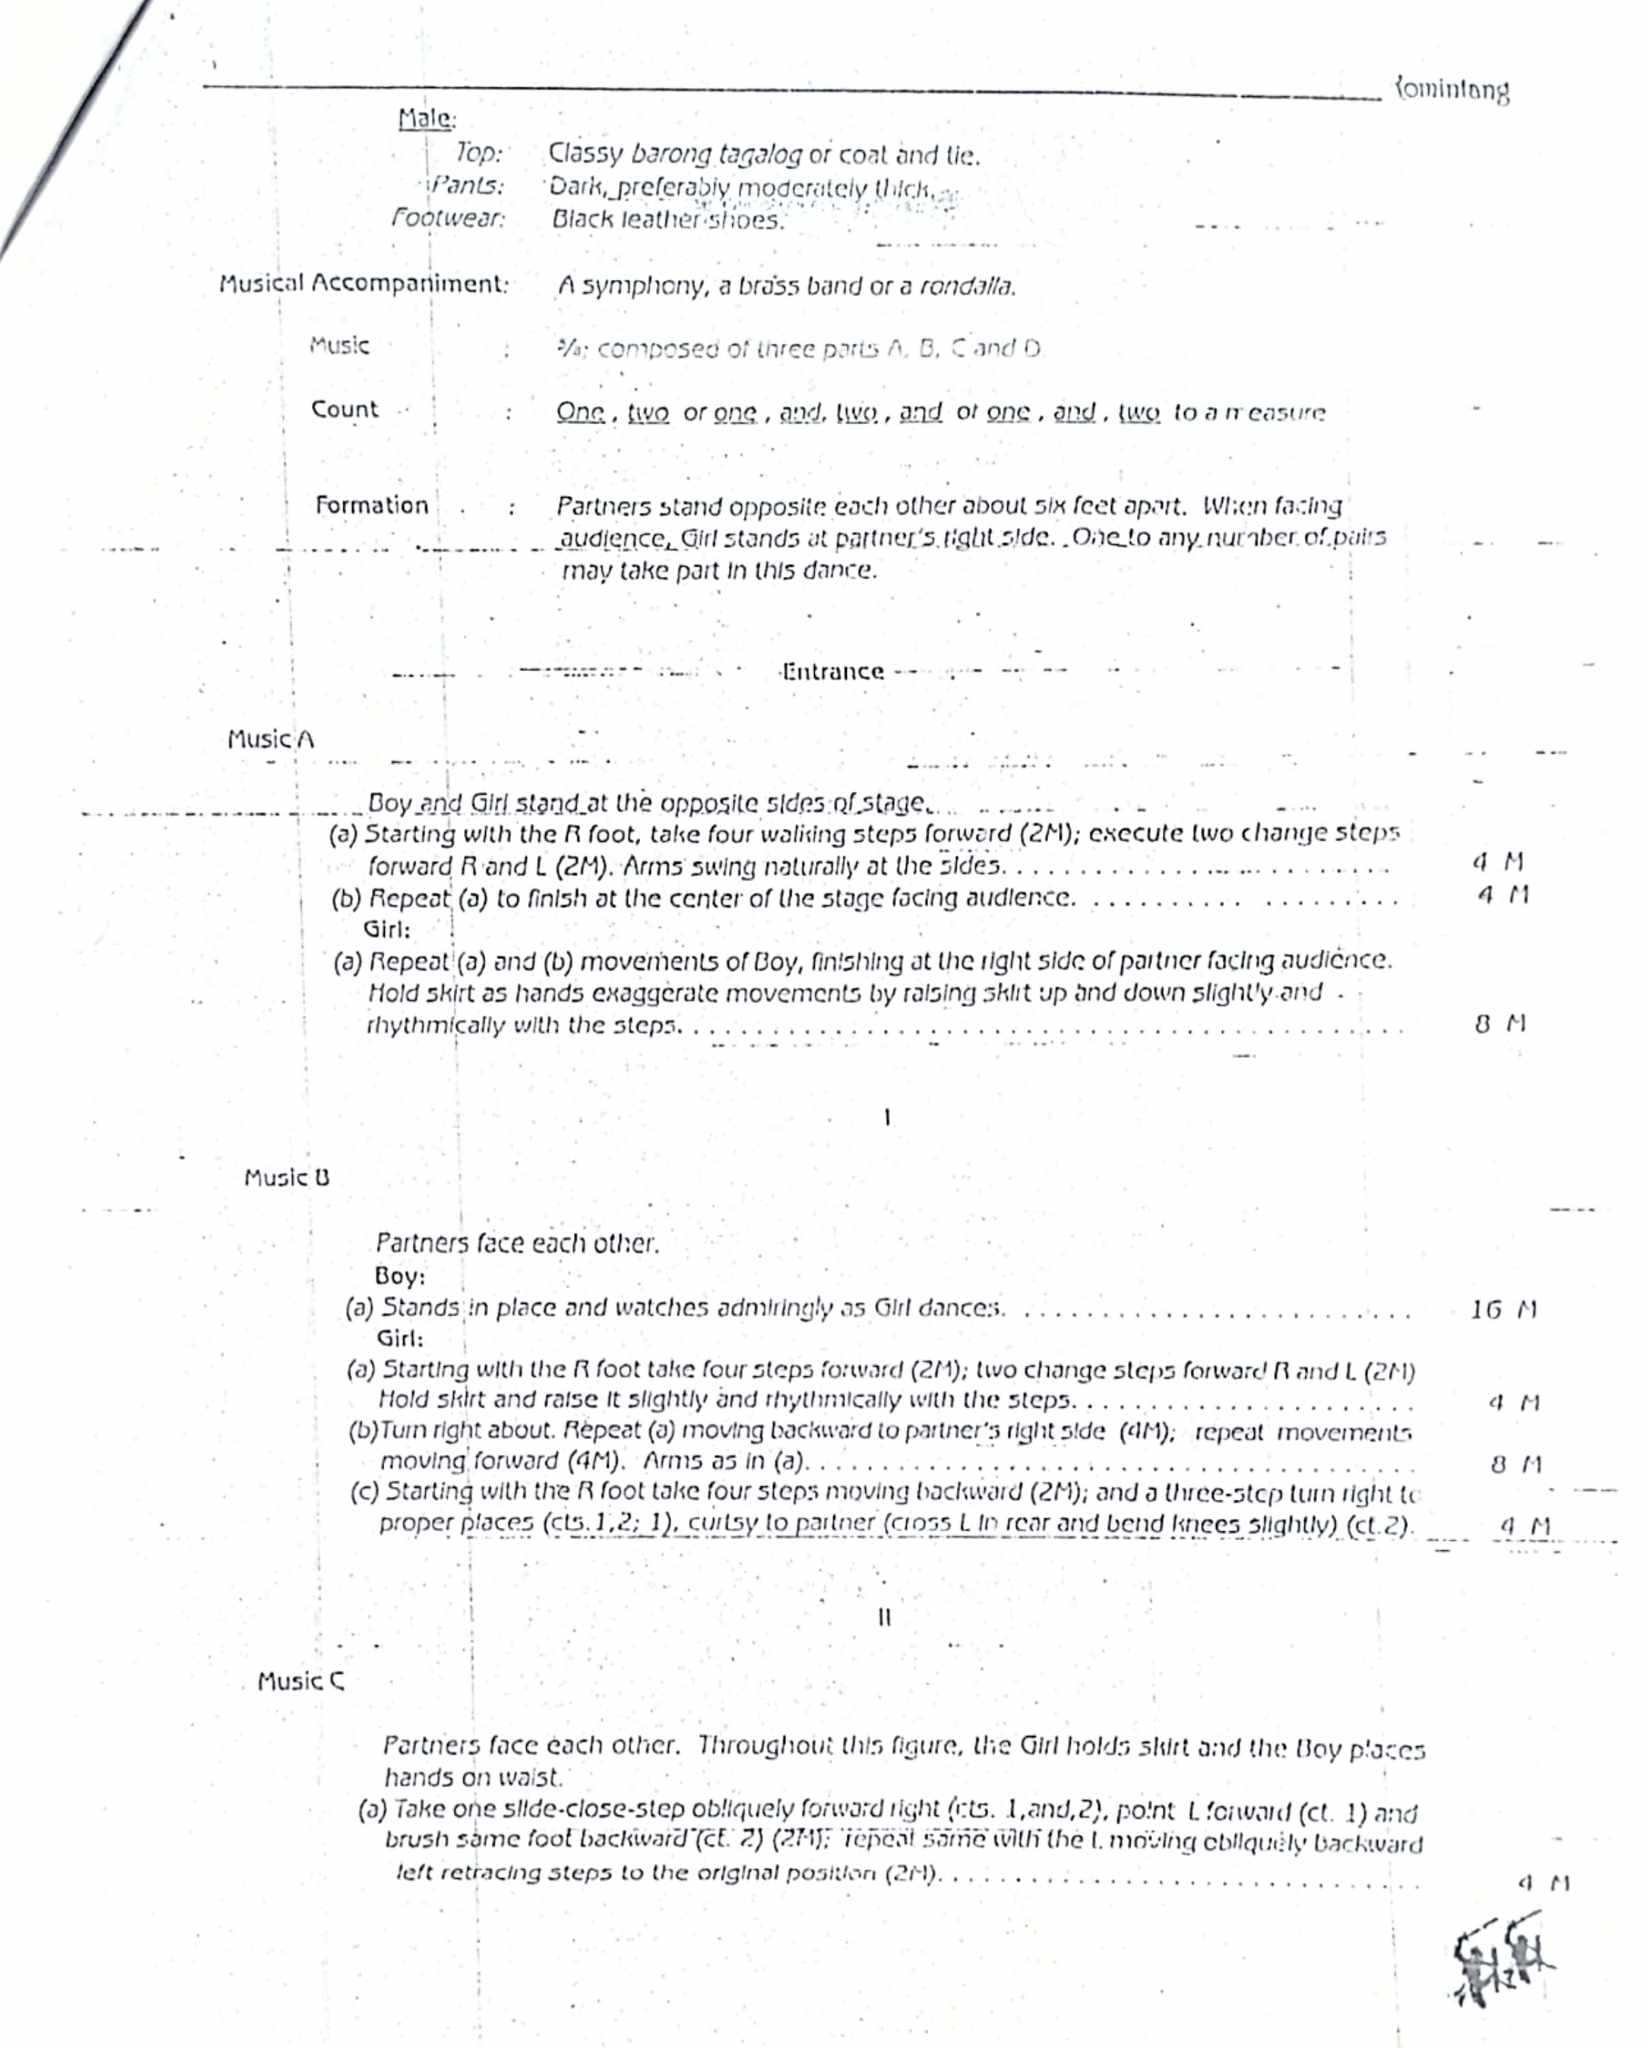 Komintang
Male:
Top: Classy barong tagalog or coat and tie.
Pants: Dark, preferably moderately thick.
Footwear: Black leather shoes.
Musical Accompaniment: A symphony, a brass band or a rondalla.
Music : composed of three parts A, B, C and D
Count : One , two or one , and, two , and or one , and , two to a measure
Formation : Partners stand opposite each other about six feet apart. When facing
audience, Girl stands at partner's right side. One to any number of pairs
may take part in this dance.
Entrance
Music A
Boy and Girl stand at the opposite sides of stage.
(a) Starting with the R foot, take four walking steps forward (2M); execute two change steps
forward R and L (2M). Arms swing naturally at the sides. . . . . . . . . . . . . . . . . . . . . . . . . . 4 M
(b) Repeat (a) to finish at the center of the stage facing audience. . . . . . . . . . . . . . . . . . . . 4 M
Girl:
(a) Repeat (a) and (b) movements of Boy, finishing at the right side of partner facing audience.
Hold skirt as hands exaggerate movements by raising skirt up and down slightly and
rhythmically with the steps. . . . . . . . . . . . . . . . . . . . . . . . . . . . . . . . . . . . . . . . 8 M
I
Music B
Partners face each other.
Boy:
(a) Stands in place and watches admiringly as Girl dances. . . . . . . . . . . . . . . . . . . . . . . . . . 16 M
Girl:
(a) Starting with the R foot take four steps forward (2M); two change steps forward R and L (2M)
Hold skirt and raise it slightly and rhythmically with the steps. . . . . . . . . . . . . . . . . . . . . . . 4 M
(b)Turn right about. Repeat (a) moving backward to partner's right side (4M); repeat movements
moving forward (4M). Arms as in (a). . . . . . . . . . . . . . . . . . . . . . . . . . . . . . . . . . . . . 8 M
(c) Starting with the R foot take four steps moving backward (2M); and a three-step turn right to
proper places (cts.1,2; 1), curtsy to partner (cross L in rear and bend knees slightly) (ct.2). 4 M
II
Music C
Partners face each other. Throughout this figure, the Girl holds skirt and the Boy places
hands on waist.
(a) Take one slide-close-step obliquely forward right (cts. 1,and,2), point L forward (ct. 1) and
brush same foot backward (ct. 2) (2M); repeat same with the L moving obliquely backward
left retracing steps to the original position (2M). . . . . . . . . . . . . . . . . . . . . . . . . . . . 4 M